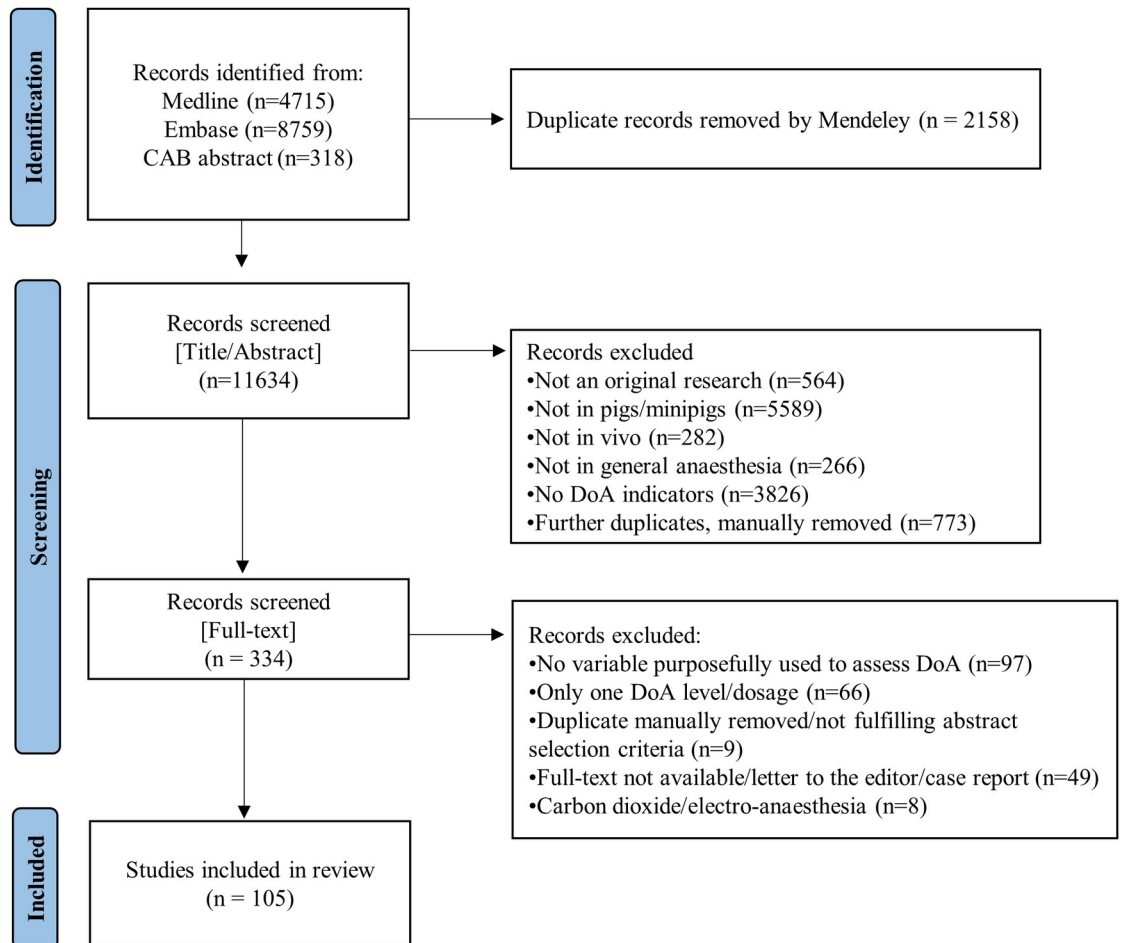 Identification
Records identified from:
Medline (n=4715)
Embase (n=8759)
CAB abstract (n=318)
Duplicate records removed by Mendeley (n = 2158)
Screening
Records screened
[Title/Abstract]
(n=11634)
Records excluded
•Not an original research (n=564)
•Not in pigs/minipigs (n=5589)
•Not in vivo (n=282)
•Not in general anaesthesia (n=266)
•No DoA indicators (n=3826)
•Further duplicates, manually removed (n=773)
Records screened
[Full-text]
(n = 334)
Records excluded:
•No variable purposefully used to assess DoA (n=97)
•Only one DoA level/dosage (n=66)
•Duplicate manually removed/not fulfilling abstract
selection criteria (n=9)
•Full-text not available/letter to the editor/case report (n=49)
•Carbon dioxide/electro-anaesthesia (n=8)
Included
Studies included in review
(n = 105)